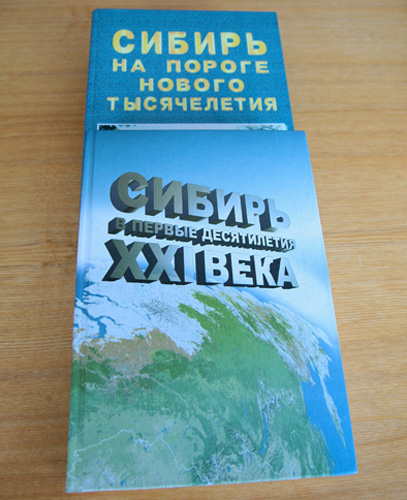 СИБИРЬ
НА ПОРОГЕ
НОВОГО
ТЫСЯЧЕЛЕТИЯ
СИБИРЬ
В ПЕРВЫЕ ДЕСЯТИЛЕТИЯ
XXI ВЕКА